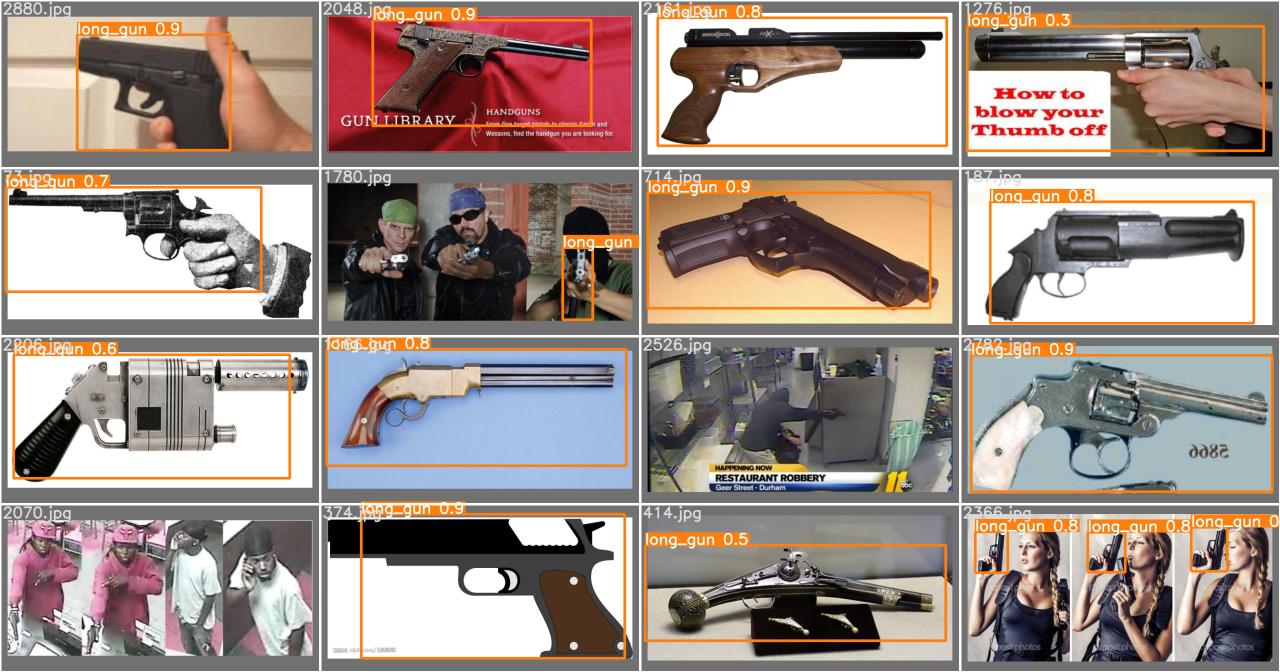 2880.jpg
long_gun 0.9
2048.jpg
long_gun 0.9
GUN LIBRARY
HANDGUNS
From fine target pistols to classic Smith and
Wessons, find the handgun you are looking for.
2161.jpg
long_gun 0.8
BROCOCK
1276.jpg
long_gun 0.3
How to
blow your
Thumb off
73.jpg
long_gun 0.7
1780.jpg
long_gun
714.jpg
long_gun 0.9
187.jpg
long_gun 0.8
2206.jpg
long_gun 0.6
long_gun 0.8
2526.jpg
HAPPENING NOW
RESTAURANT ROBBERY
Geer Street - Durham
11
abc
2782.jpg
long_gun 0.9
5866
2070.jpg
374.jpg
long_gun 0.9
414.jpg
long_gun 0.5
2366.jpg
long_gun 0.8
long_gun 0.8
long_gun 0